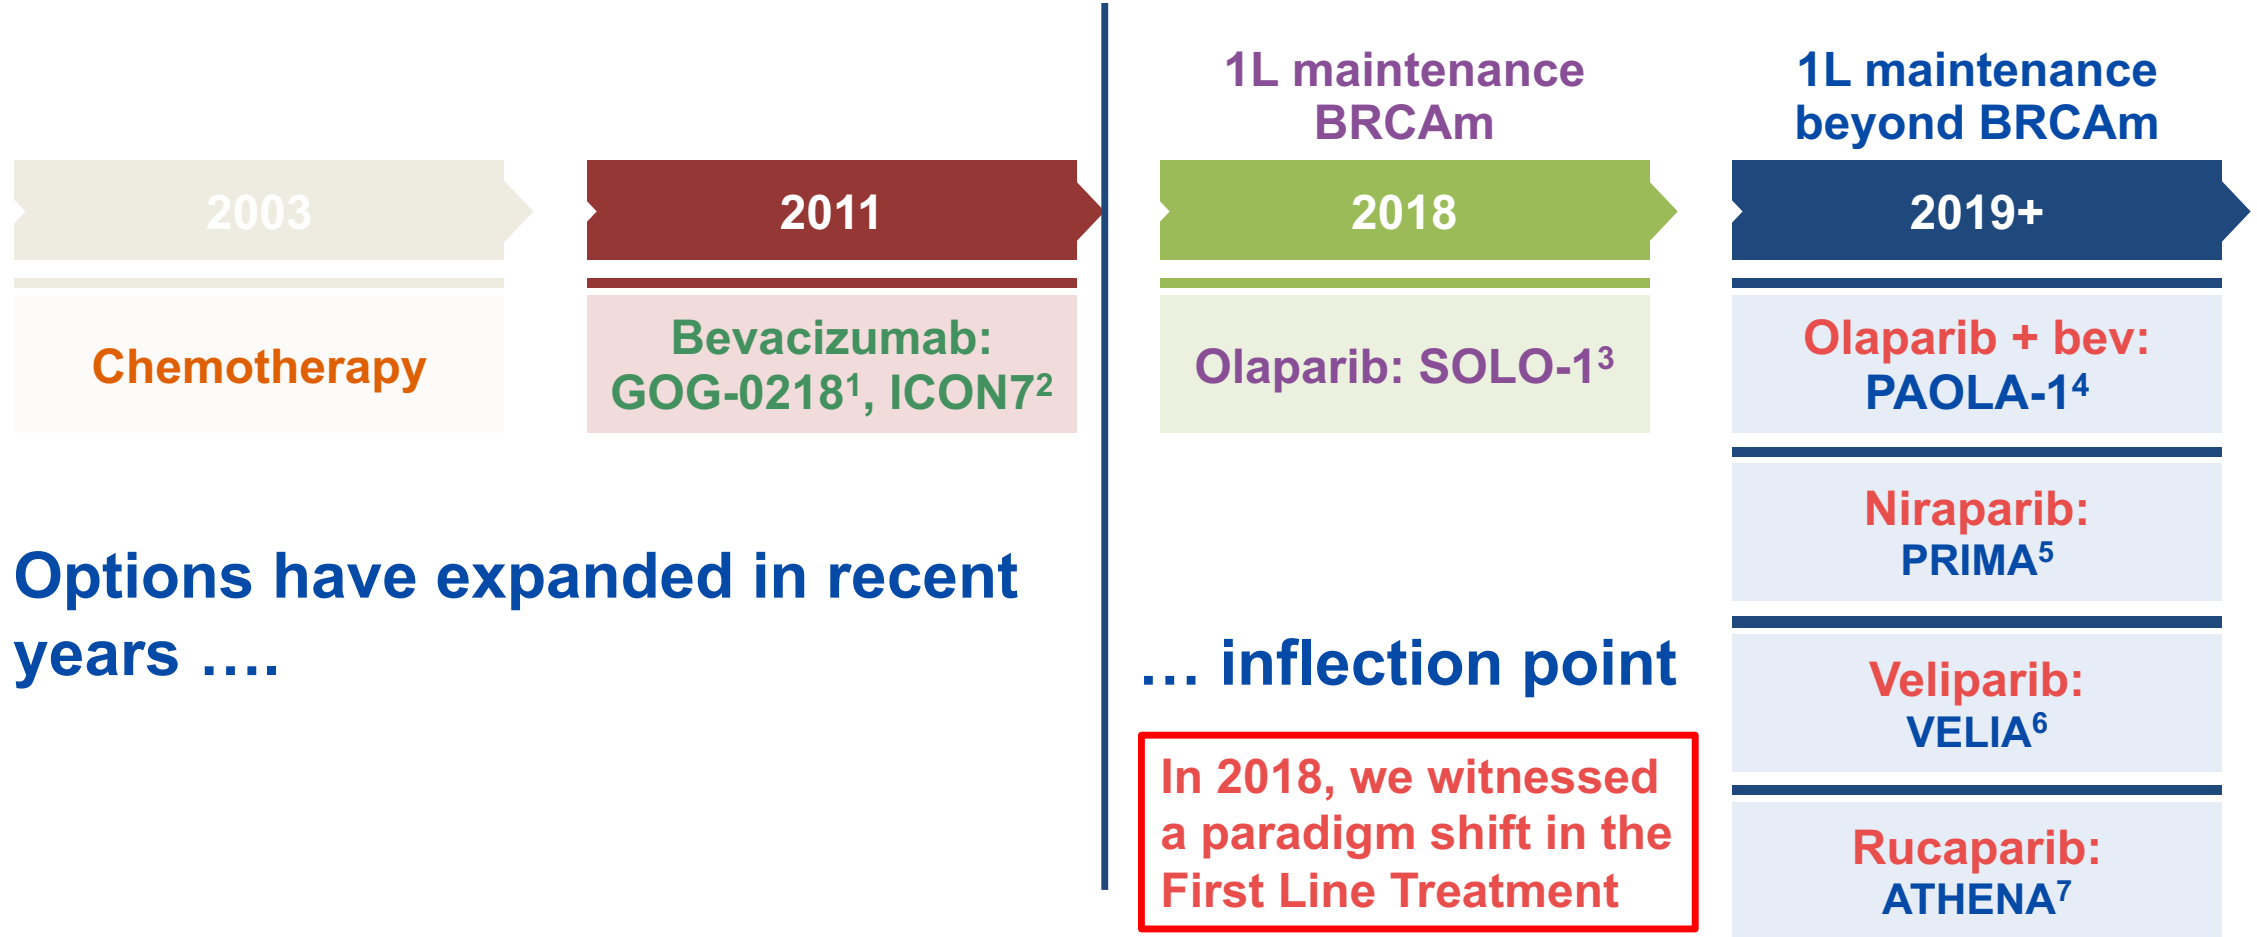 1L maintenance
BRCAm
1L maintenance
beyond BRCAm
2003
2011
2018
2019+
Chemotherapy
Bevacizumab:
GOG-0218¹, ICON7²
Olaparib: SOLO-1³
Olaparib + bev:
PAOLA-1⁴
Niraparib:
PRIMA⁵
Veliparib:
VELIA⁶
Rucaparib:
ATHENA⁷
Options have expanded in recent
years ....
... inflection point
In 2018, we witnessed
a paradigm shift in the
First Line Treatment